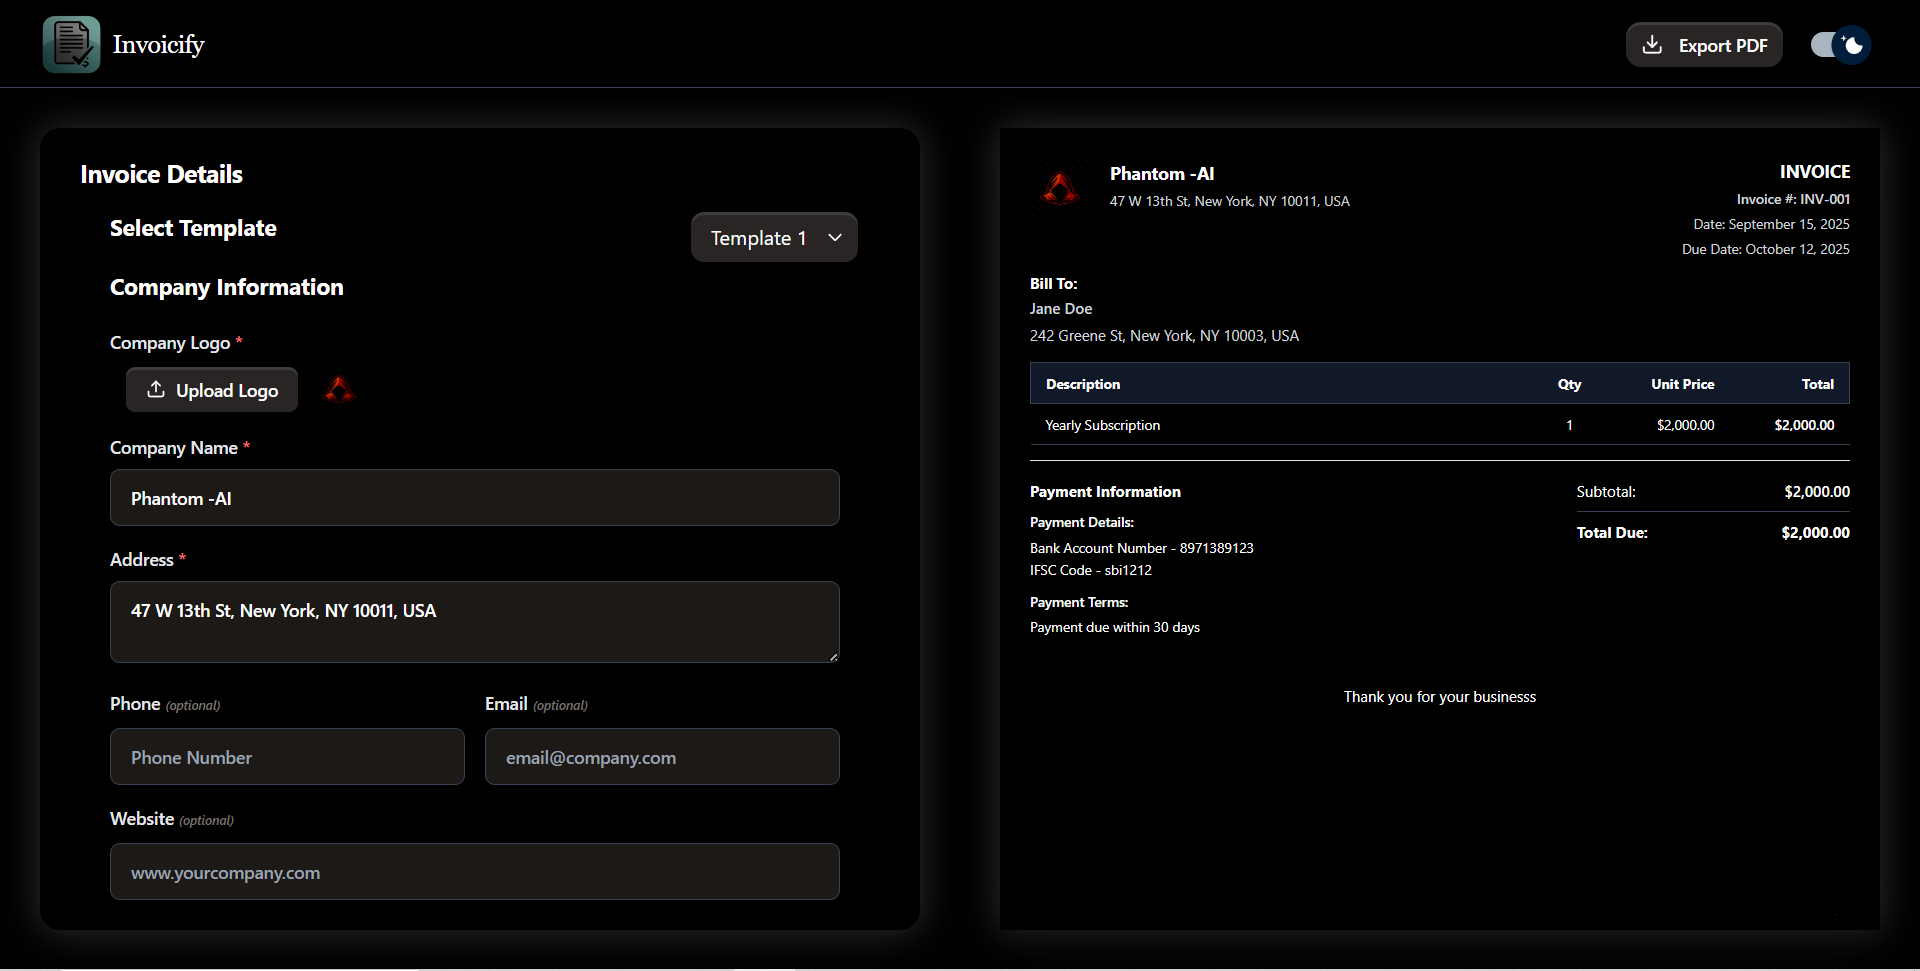 Invoicify
Export PDF
Invoice Details
Select Template
Template 1
Company Information
Company Logo *
Upload Logo
Company Name *
Phantom -AI
Address *
47 W 13th St, New York, NY 10011, USA
Phone (optional)
Email (optional)
Phone Number
email@company.com
Website (optional)
www.yourcompany.com
Phantom -AI
47 W 13th St, New York, NY 10011, USA
INVOICE
Invoice #: INV-001
Date: September 15, 2025
Due Date: October 12, 2025
Bill To:
Jane Doe
242 Greene St, New York, NY 10003, USA
Description Qty Unit Price Total
Yearly Subscription 1 $2,000.00 $2,000.00
Payment Information
Payment Details:
Bank Account Number - 8971389123
IFSC Code - sbi1212
Payment Terms:
Payment due within 30 days
Subtotal: $2,000.00
Total Due: $2,000.00
Thank you for your businesss